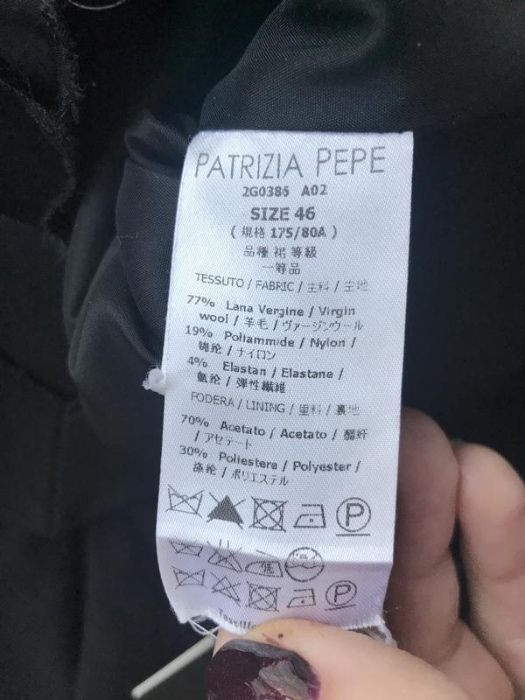 PATRIZIA PEPE
2G0386 A02
SIZE 46
(規格 175/80A)
品種 裙 等級
一等品
TESSUTO / FABRIC / 主料 / 生地
77% Lana Vergine / Virgin
wool / 羊毛 / ヴァージンウール
19% Poliammide / Nylon /
锦纶 / ナイロン
4% Elastan / Elastane /
氨纶 / 弾性繊維
FODERA / LINING / 里料 / 裏地
70% Acetato / Acetato / 醋纤
/ アセテート
30% Poliestere / Polyester /
涤纶 / ポリエステル
P
P